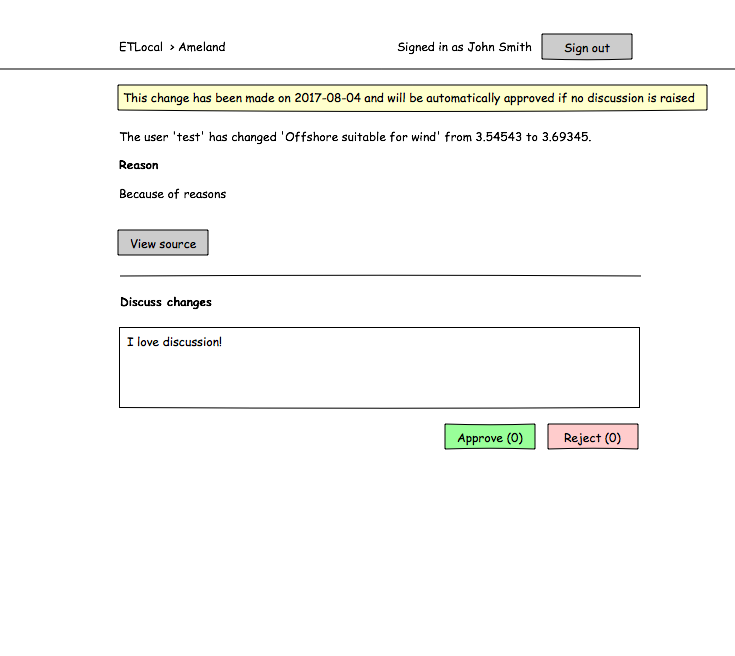 ETLocal > Ameland Signed in as John Smith Sign out
This change has been made on 2017-08-04 and will be automatically approved if no discussion is raised
The user 'test' has changed 'Offshore suitable for wind' from 3.54543 to 3.69345.
Reason
Because of reasons
View source
Discuss changes
I love discussion!
Approve (0) Reject (0)